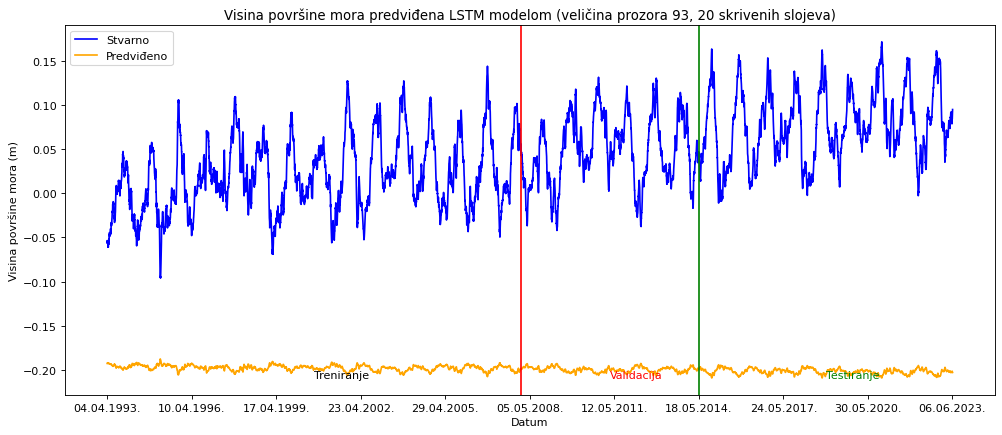 Visina površine mora predviđena LSTM modelom (veličina prozora 93, 20 skrivenih slojeva)
Stvarno
Predviđeno
Visina površine mora (m)
0.15
0.10
0.05
0.00
−0.05
−0.10
−0.15
−0.20
Treniranje
Validacija
Testiranje
04.04.1993. 10.04.1996. 17.04.1999. 23.04.2002. 29.04.2005. 05.05.2008. 12.05.2011. 18.05.2014. 24.05.2017. 30.05.2020. 06.06.2023.
Datum